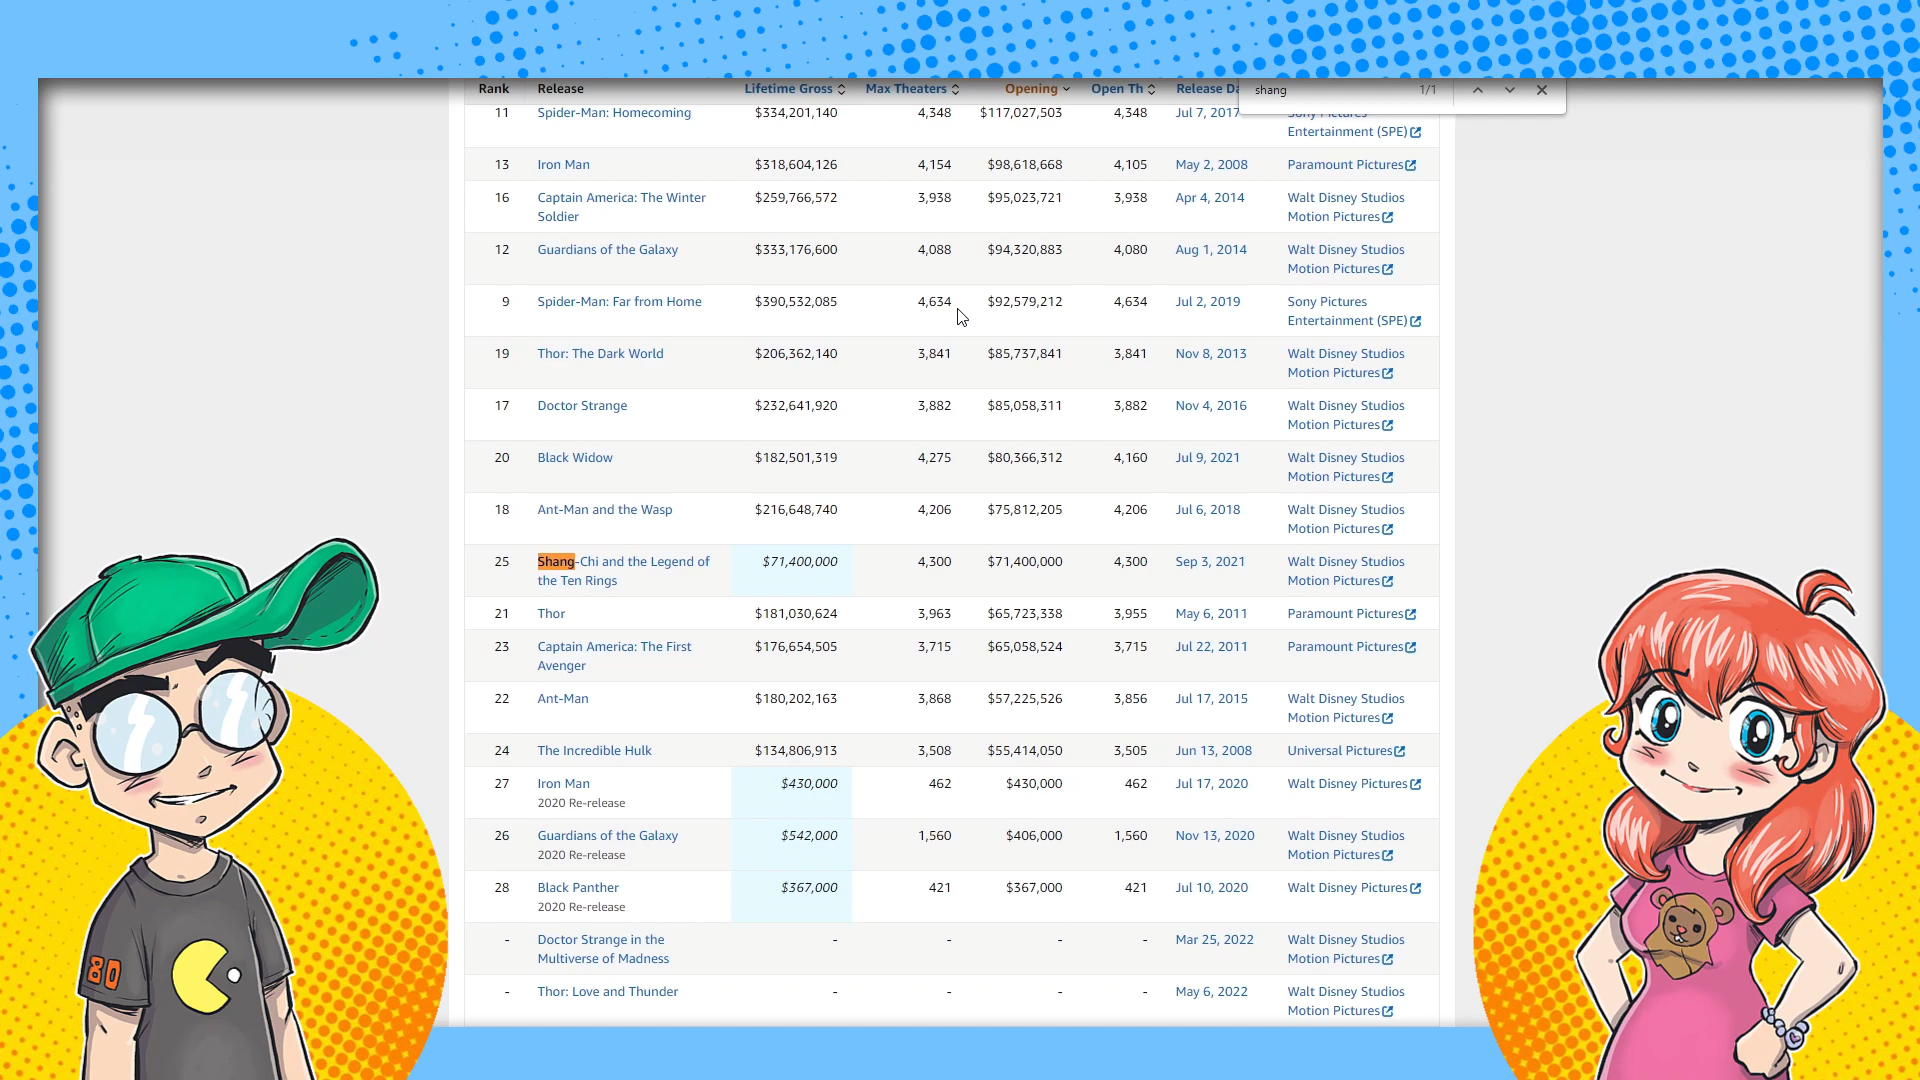 Rank Release Lifetime Gross Max Theaters Opening Open Th Release Da
shang 1/1
11 Spider-Man: Homecoming $334,201,140 4,348 $117,027,503 4,348 Jul 7, 2017 Sony Pictures
Entertainment (SPE)
13 Iron Man $318,604,126 4,154 $98,618,668 4,105 May 2, 2008 Paramount Pictures
16 Captain America: The Winter $259,766,572 3,938 $95,023,721 3,938 Apr 4, 2014 Walt Disney Studios
Soldier Motion Pictures
12 Guardians of the Galaxy $333,176,600 4,088 $94,320,883 4,080 Aug 1, 2014 Walt Disney Studios
Motion Pictures
9 Spider-Man: Far from Home $390,532,085 4,634 $92,579,212 4,634 Jul 2, 2019 Sony Pictures
Entertainment (SPE)
19 Thor: The Dark World $206,362,140 3,841 $85,737,841 3,841 Nov 8, 2013 Walt Disney Studios
Motion Pictures
17 Doctor Strange $232,641,920 3,882 $85,058,311 3,882 Nov 4, 2016 Walt Disney Studios
Motion Pictures
20 Black Widow $182,501,319 4,275 $80,366,312 4,160 Jul 9, 2021 Walt Disney Studios
Motion Pictures
18 Ant-Man and the Wasp $216,648,740 4,206 $75,812,205 4,206 Jul 6, 2018 Walt Disney Studios
Motion Pictures
25 Shang-Chi and the Legend of $71,400,000 4,300 $71,400,000 4,300 Sep 3, 2021 Walt Disney Studios
the Ten Rings Motion Pictures
21 Thor $181,030,624 3,963 $65,723,338 3,955 May 6, 2011 Paramount Pictures
23 Captain America: The First $176,654,505 3,715 $65,058,524 3,715 Jul 22, 2011 Paramount Pictures
Avenger
22 Ant-Man $180,202,163 3,868 $57,225,526 3,856 Jul 17, 2015 Walt Disney Studios
Motion Pictures
24 The Incredible Hulk $134,806,913 3,508 $55,414,050 3,505 Jun 13, 2008 Universal Pictures
27 Iron Man $430,000 462 $430,000 462 Jul 17, 2020 Walt Disney Pictures
2020 Re-release
26 Guardians of the Galaxy $542,000 1,560 $406,000 1,560 Nov 13, 2020 Walt Disney Studios
2020 Re-release Motion Pictures
28 Black Panther $367,000 421 $367,000 421 Jul 10, 2020 Walt Disney Pictures
2020 Re-release
- Doctor Strange in the - - - - Mar 25, 2022 Walt Disney Studios
Multiverse of Madness Motion Pictures
- Thor: Love and Thunder - - - - May 6, 2022 Walt Disney Studios
Motion Pictures
80